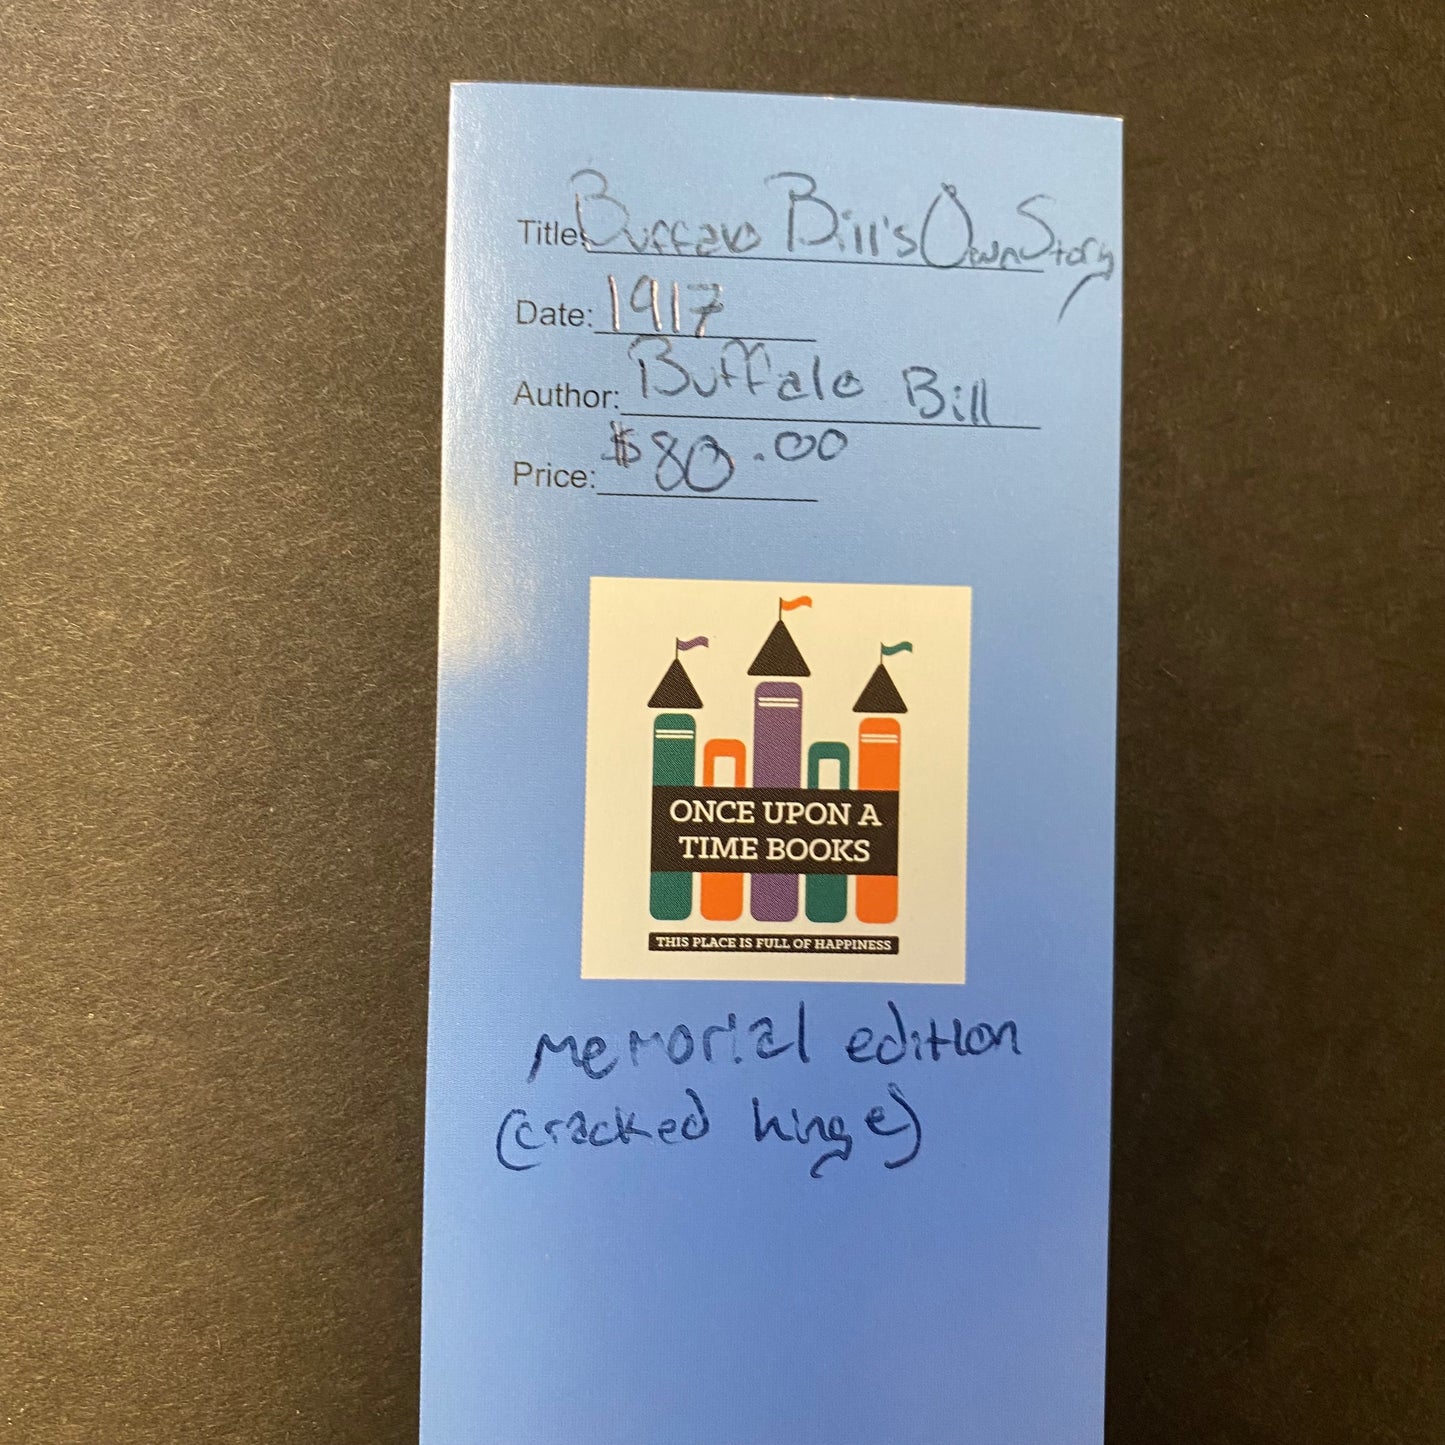 Title: Buffalo Bill's Own Story
Date: 1917
Author: Buffalo Bill
Price: $80.00
ONCE UPON A
TIME BOOKS
THIS PLACE IS FULL OF HAPPINESS
Memorial edition
(cracked hinge)